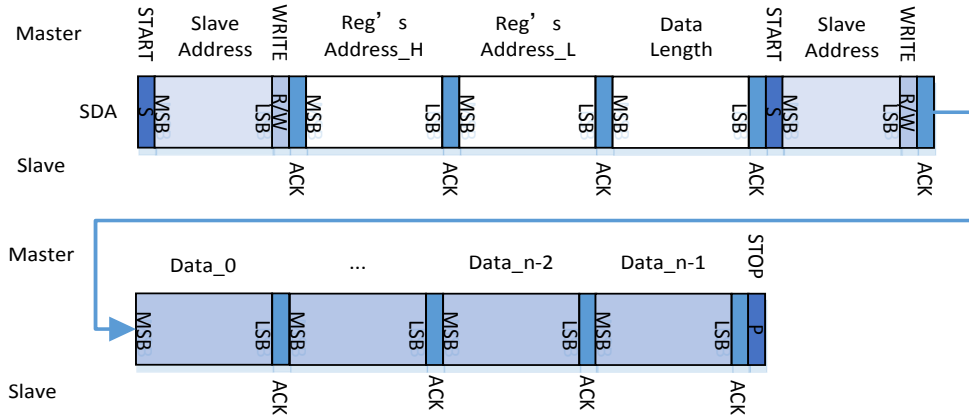 Master
START
Slave
Address
WRITE
Reg's
Address_H
Reg's
Address_L
Data
Length
START
Slave
Address
WRITE
SDA
S
MSB
LSB
R/W
MSB
LSB
MSB
LSB
MSB
LSB
S
MSB
LSB
R/W
Slave
ACK
ACK
ACK
ACK
ACK
Master
Data_0
...
Data_n-2
Data_n-1
STOP
MSB
LSB
MSB
LSB
MSB
LSB
MSB
LSB
P
Slave
ACK
ACK
ACK
ACK